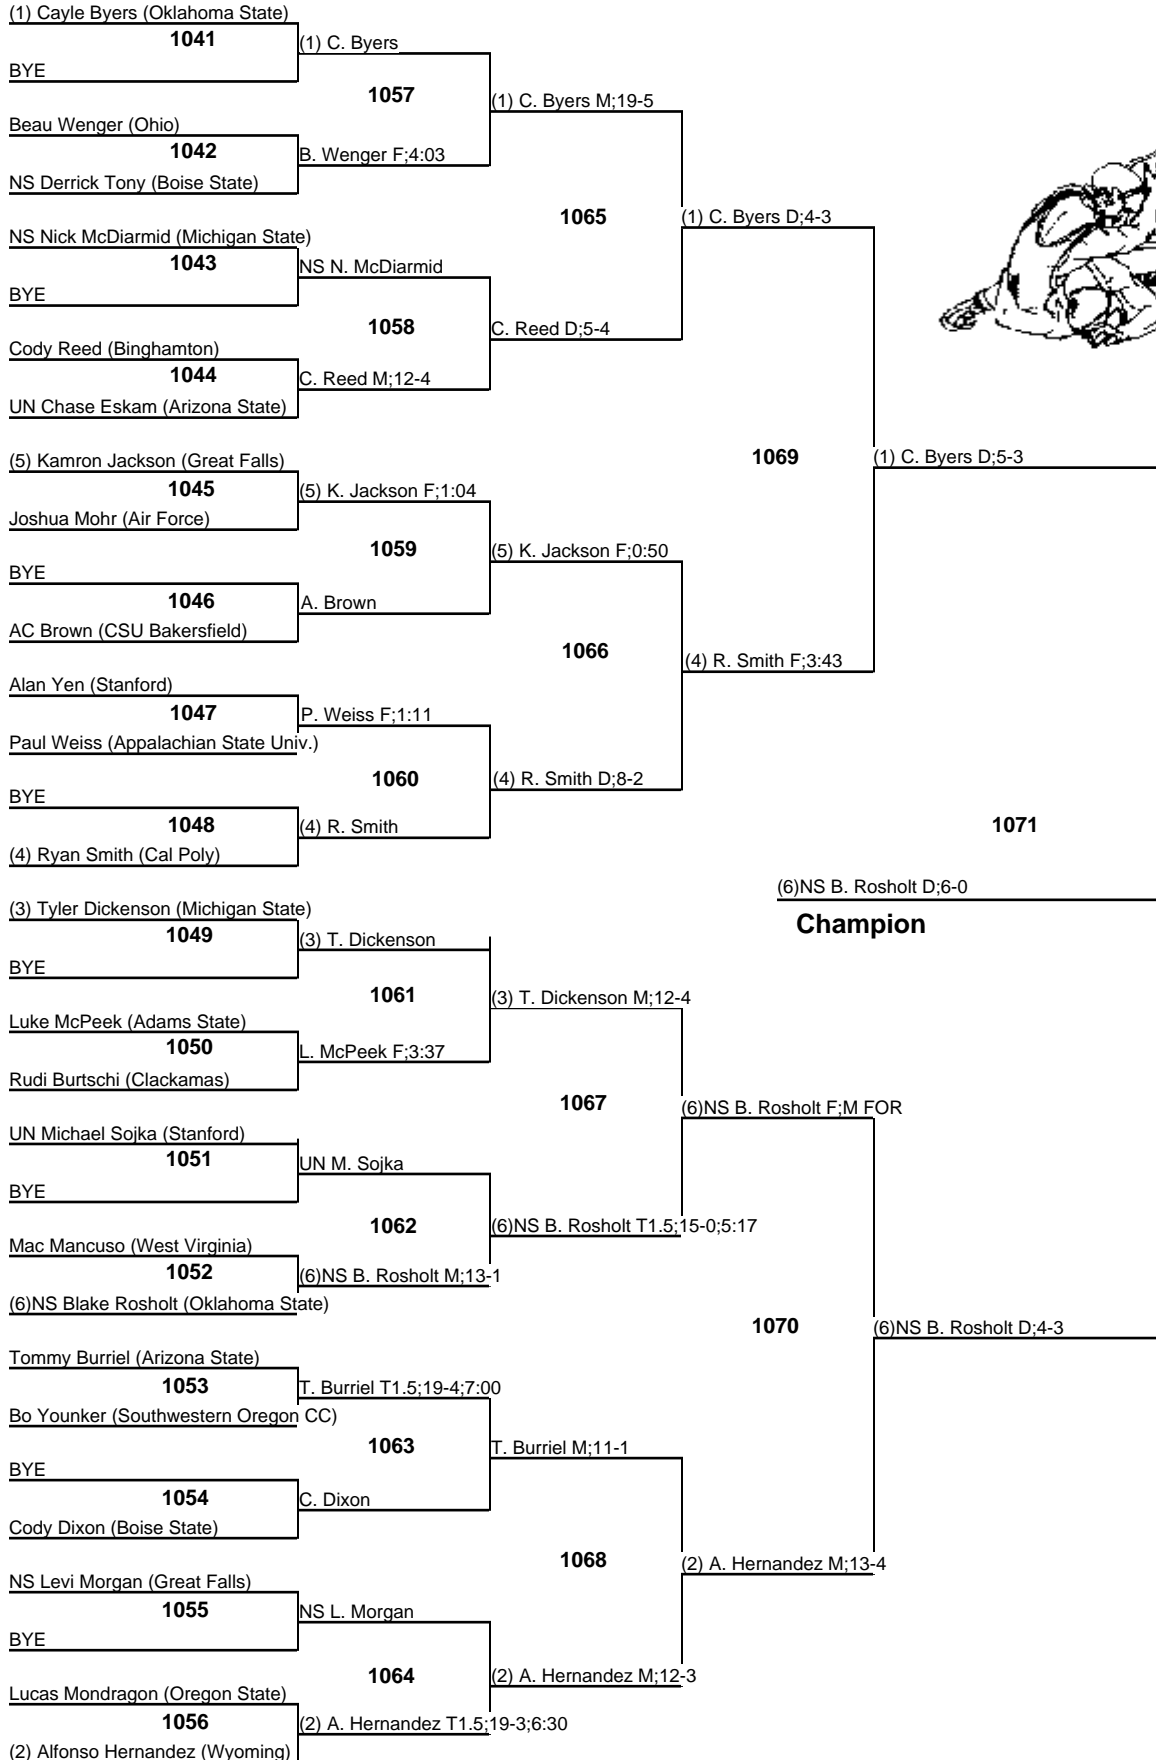 (1) Cayle Byers (Oklahoma State)
1041
(1) C. Byers
BYE
1057
(1) C. Byers M;19-5
Beau Wenger (Ohio)
1042
B. Wenger F;4:03
NS Derrick Tony (Boise State)
1065
(1) C. Byers D;4-3
NS Nick McDiarmid (Michigan State)
1043
NS N. McDiarmid
BYE
1058
C. Reed D;5-4
Cody Reed (Binghamton)
1044
C. Reed M;12-4
UN Chase Eskam (Arizona State)
1069
(1) C. Byers D;5-3
(5) Kamron Jackson (Great Falls)
1045
(5) K. Jackson F;1:04
Joshua Mohr (Air Force)
1059
(5) K. Jackson F;0:50
BYE
1046
A. Brown
AC Brown (CSU Bakersfield)
1066
(4) R. Smith F;3:43
Alan Yen (Stanford)
1047
P. Weiss F;1:11
Paul Weiss (Appalachian State Univ.)
1060
(4) R. Smith D;8-2
BYE
1048
(4) R. Smith
(4) Ryan Smith (Cal Poly)
1071
(6)NS B. Rosholt D;6-0
Champion
(3) Tyler Dickenson (Michigan State)
1049
(3) T. Dickenson
BYE
1061
(3) T. Dickenson M;12-4
Luke McPeek (Adams State)
1050
L. McPeek F;3:37
Rudi Burtschi (Clackamas)
1067
(6)NS B. Rosholt F;M FOR
UN Michael Sojka (Stanford)
1051
UN M. Sojka
BYE
1062
(6)NS B. Rosholt T1.5;15-0;5:17
Mac Mancuso (West Virginia)
1052
(6)NS B. Rosholt M;13-1
(6)NS Blake Rosholt (Oklahoma State)
1070
(6)NS B. Rosholt D;4-3
Tommy Burriel (Arizona State)
1053
T. Burriel T1.5;19-4;7:00
Bo Younker (Southwestern Oregon CC)
1063
T. Burriel M;11-1
BYE
1054
C. Dixon
Cody Dixon (Boise State)
1068
(2) A. Hernandez M;13-4
NS Levi Morgan (Great Falls)
1055
NS L. Morgan
BYE
1064
(2) A. Hernandez M;12-3
Lucas Mondragon (Oregon State)
1056
(2) A. Hernandez T1.5;19-3;6:30
(2) Alfonso Hernandez (Wyoming)